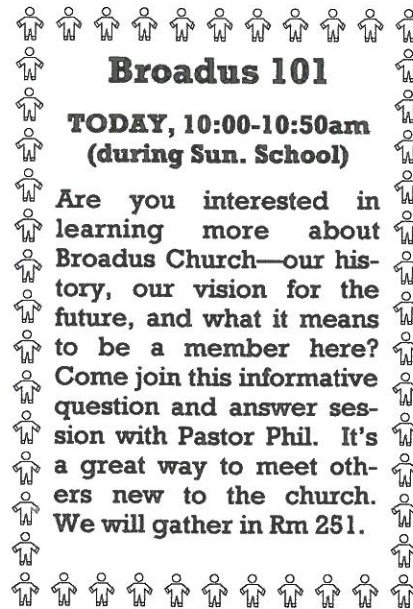 Broadus 101
TODAY, 10:00-10:50am
(during Sun. School)
Are you interested in
learning more about
Broadus Church—our his-
tory, our vision for the
future, and what it means
to be a member here?
Come join this informative
question and answer ses-
sion with Pastor Phil. It's
a great way to meet oth-
ers new to the church.
We will gather in Rm 251.